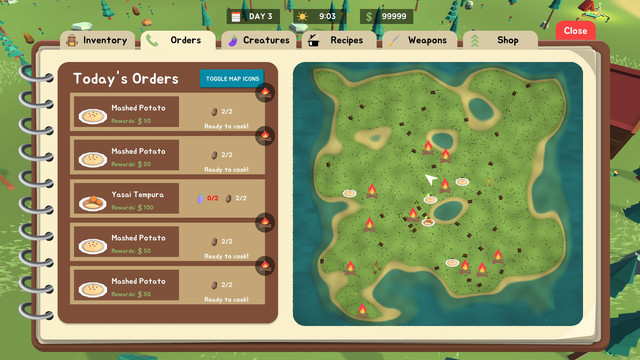 DAY 3
9:03
$ 99999
Close
Inventory
Orders
Creatures
Recipes
Weapons
Shop
Today's Orders
TOGGLE MAP ICONS
Mashed Potato
Rewards: $ 50
2/2
Ready to cook!
Mashed Potato
Rewards: $ 50
2/2
Ready to cook!
Yasai Tempura
Rewards: $ 100
0/2
2/2
Mashed Potato
Rewards: $ 50
2/2
Ready to cook!
Mashed Potato
Rewards: $ 50
2/2
Ready to cook!